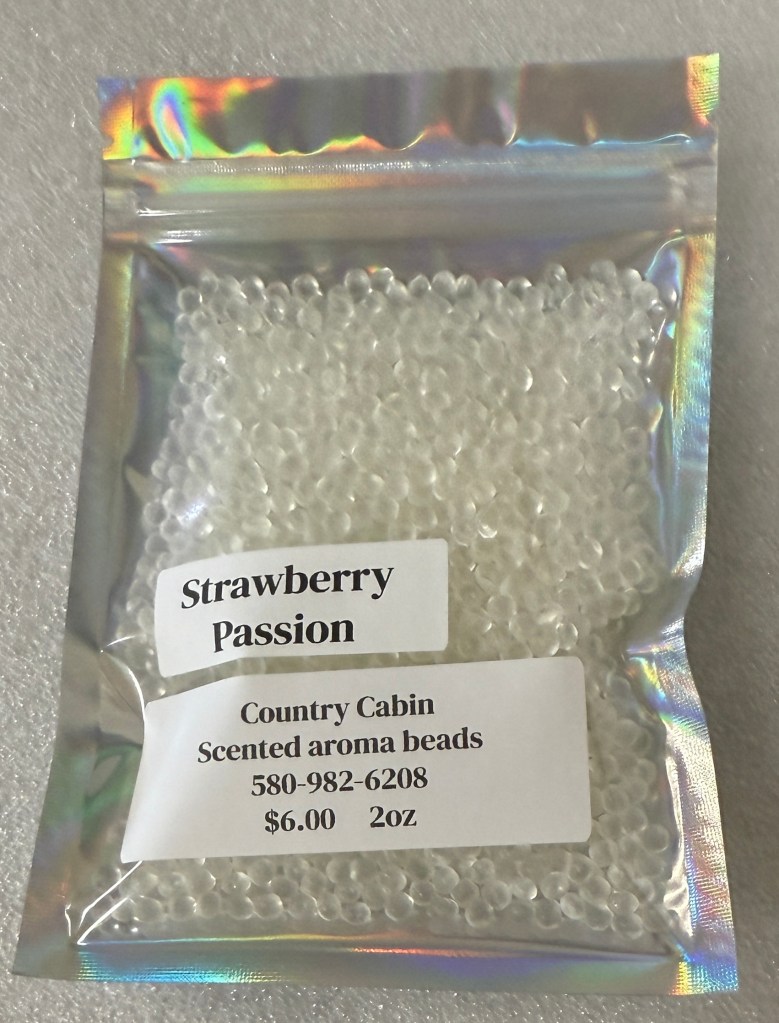 Strawberry
Passion
Country Cabin
Scented aroma beads
580-982-6208
$6.00 2oz